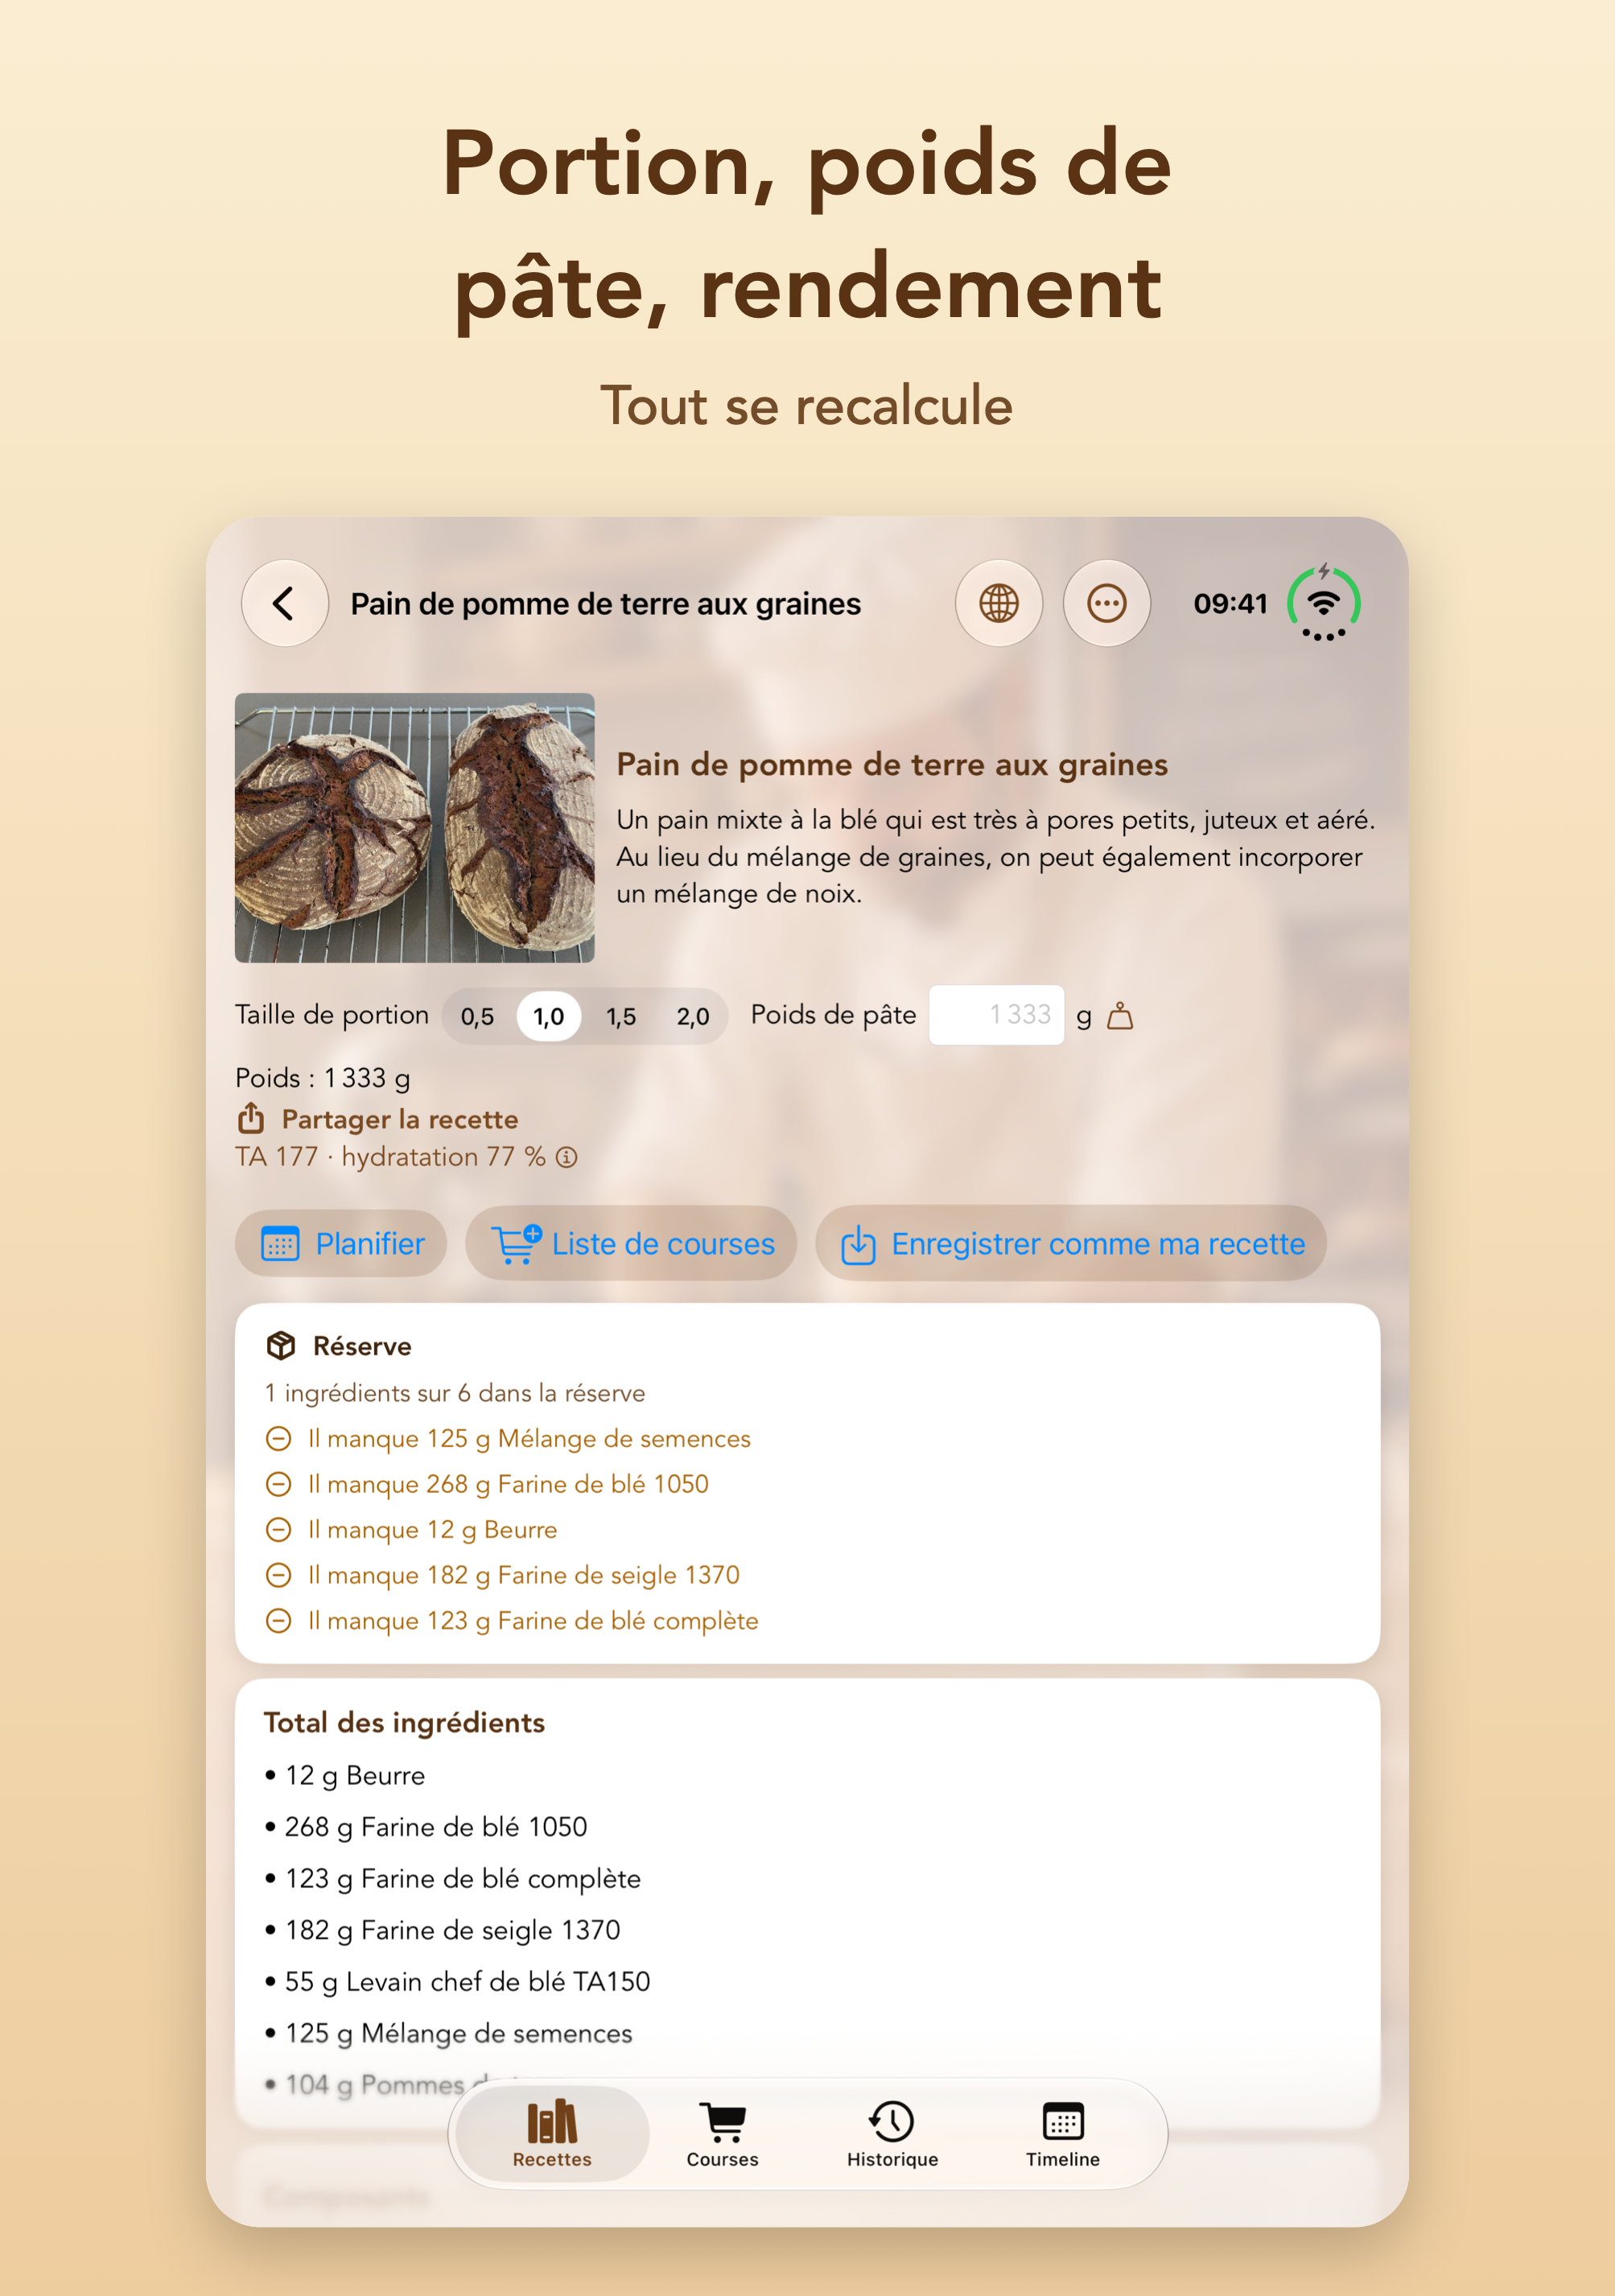 Portion, poids de
pâte, rendement
Tout se recalcule
Pain de pomme de terre aux graines
09:41
Pain de pomme de terre aux graines
Un pain mixte à la blé qui est très à pores petits, juteux et aéré.
Au lieu du mélange de graines, on peut également incorporer
un mélange de noix.
Taille de portion 0,5 1,0 1,5 2,0 Poids de pâte 1 333 g
Poids : 1 333 g
Partager la recette
TA 177 · hydratation 77 %
Planifier Liste de courses Enregistrer comme ma recette
Réserve
1 ingrédients sur 6 dans la réserve
Il manque 125 g Mélange de semences
Il manque 268 g Farine de blé 1050
Il manque 12 g Beurre
Il manque 182 g Farine de seigle 1370
Il manque 123 g Farine de blé complète
Total des ingrédients
• 12 g Beurre
• 268 g Farine de blé 1050
• 123 g Farine de blé complète
• 182 g Farine de seigle 1370
• 55 g Levain chef de blé TA150
• 125 g Mélange de semences
• 104 g Pommes
Recettes Courses Historique Timeline
Composants